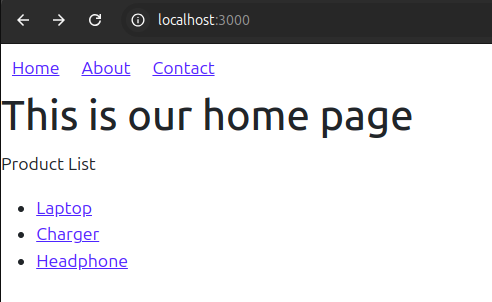 localhost:3000
Home About Contact
This is our home page
Product List
Laptop
Charger
Headphone